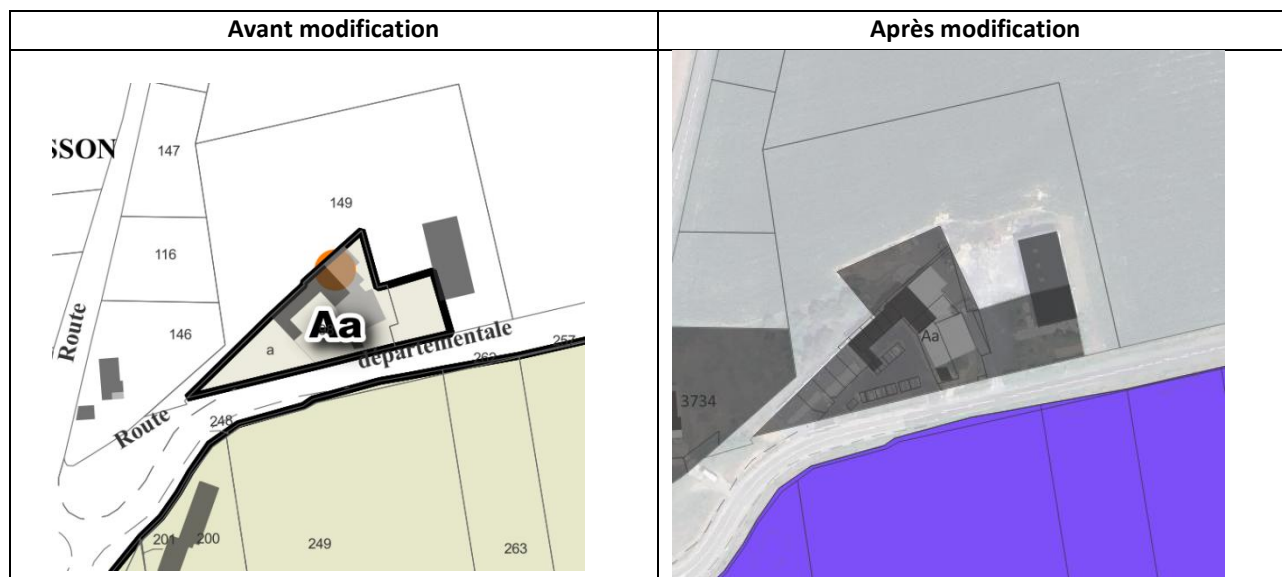 Avant modification
Après modification
SSON
147
149
116
146
Route
Aa
a
départementale
262
257
Route
248
201
200
249
263
Aa
3734